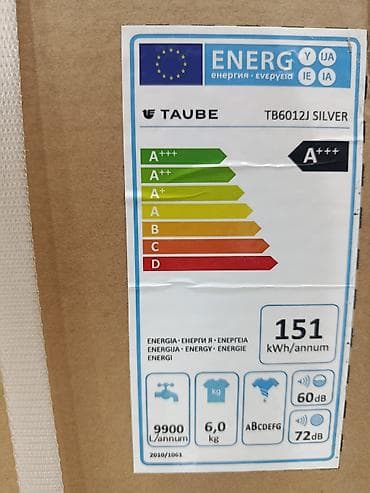 ENERG Y IJA
енергия · ενεργεια IE IA
TAUBE TB6012J SILVER
A+++ A+++
A++
A+
A
B
C
D
ENERGIA · ЕНЕРГИЯ · ΕΝΕΡΓΕΙΑ
ENERGIJA · ENERGY · ENERGIE
ENERGI
151
kWh/annum
kg
60dB
9900
L/annum
6,0
kg
ABCDEFG
72dB
2010/1061